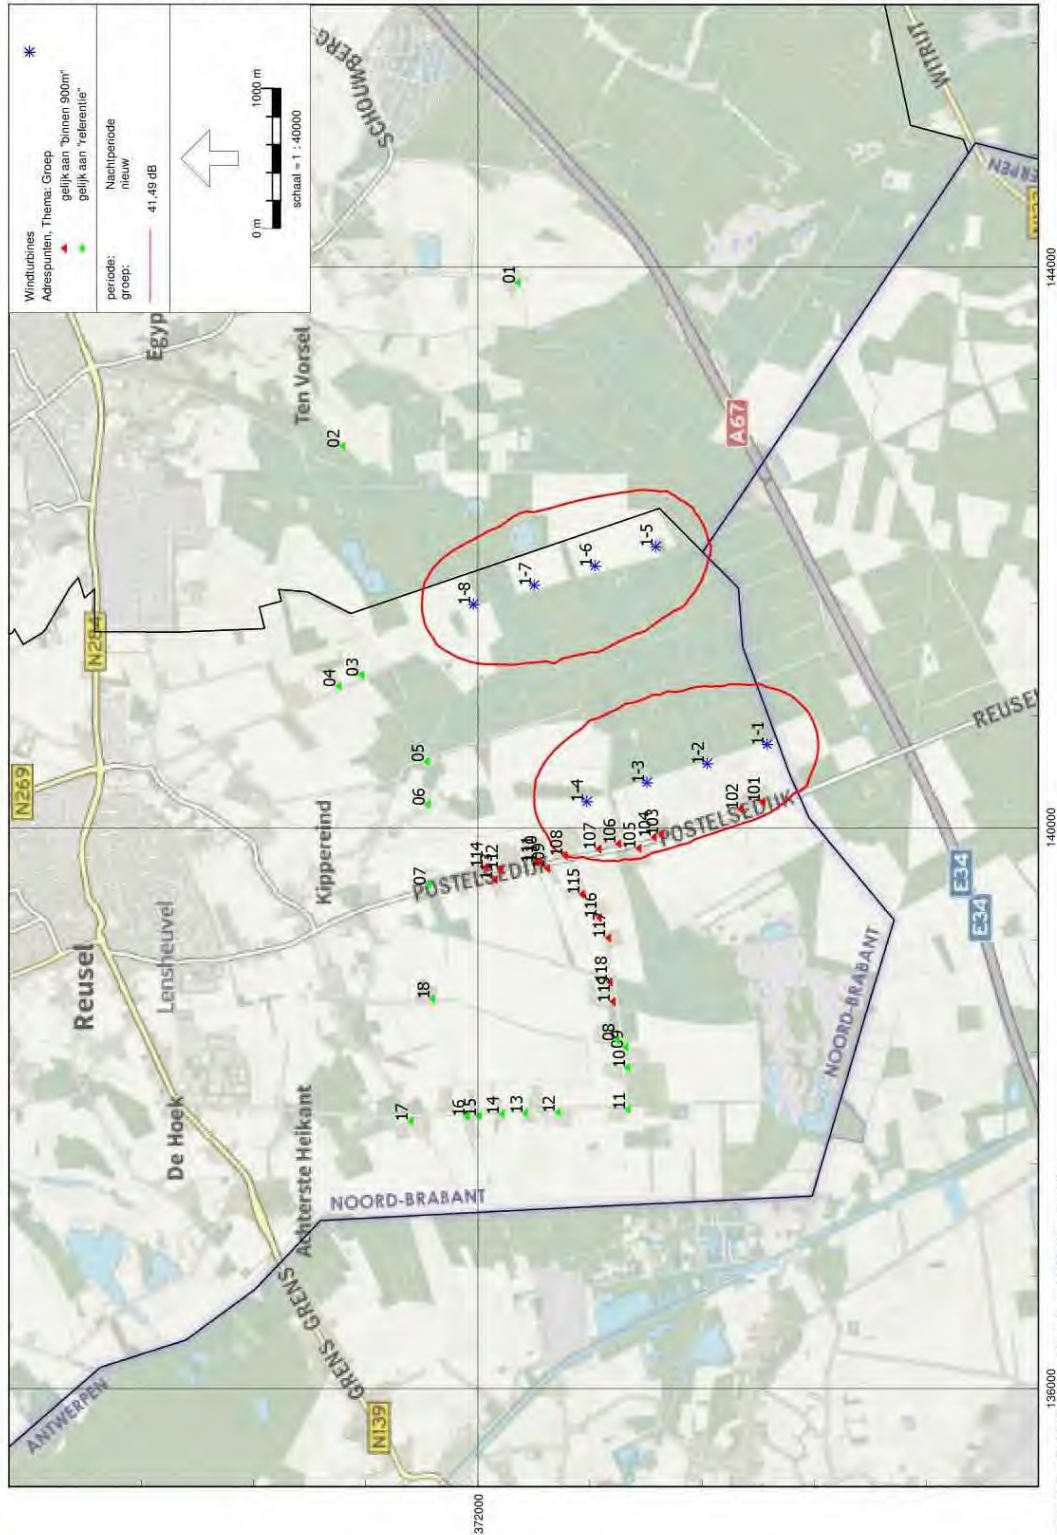 Windturbines
Adrespunten, Thema: Groep
gelijk aan "binnen 900m"
gelijk aan "referentie"
periode: Nachtperiode
groep: nieuw
41,49 dB
0 m 1000 m
schaal = 1 : 40000
ANTWERPEN
De Hoek
Reusel
Lensheuvel
N269
N284
Egyp
Ten Vorsel
SCHOUWBERG
WITRIJT
Kippereind
Achterste Heikant
GRENS
GRENS
N139
NOORD-BRABANT
17
16
15
14
13
12
11
18
07
06
05
04
03
02
01
POSTELSEDIJK
114
112
110
109
108
107
106
105
104
103
102
101
115
116
117
118
119
08
09
10
1-8
1-7
1-6
1-5
1-4
1-3
1-2
1-1
POSTELSEDIJK
REUSEL
A67
E34
E34
NOORD-BRABANT
ERPEN
372000
136000
140000
144000